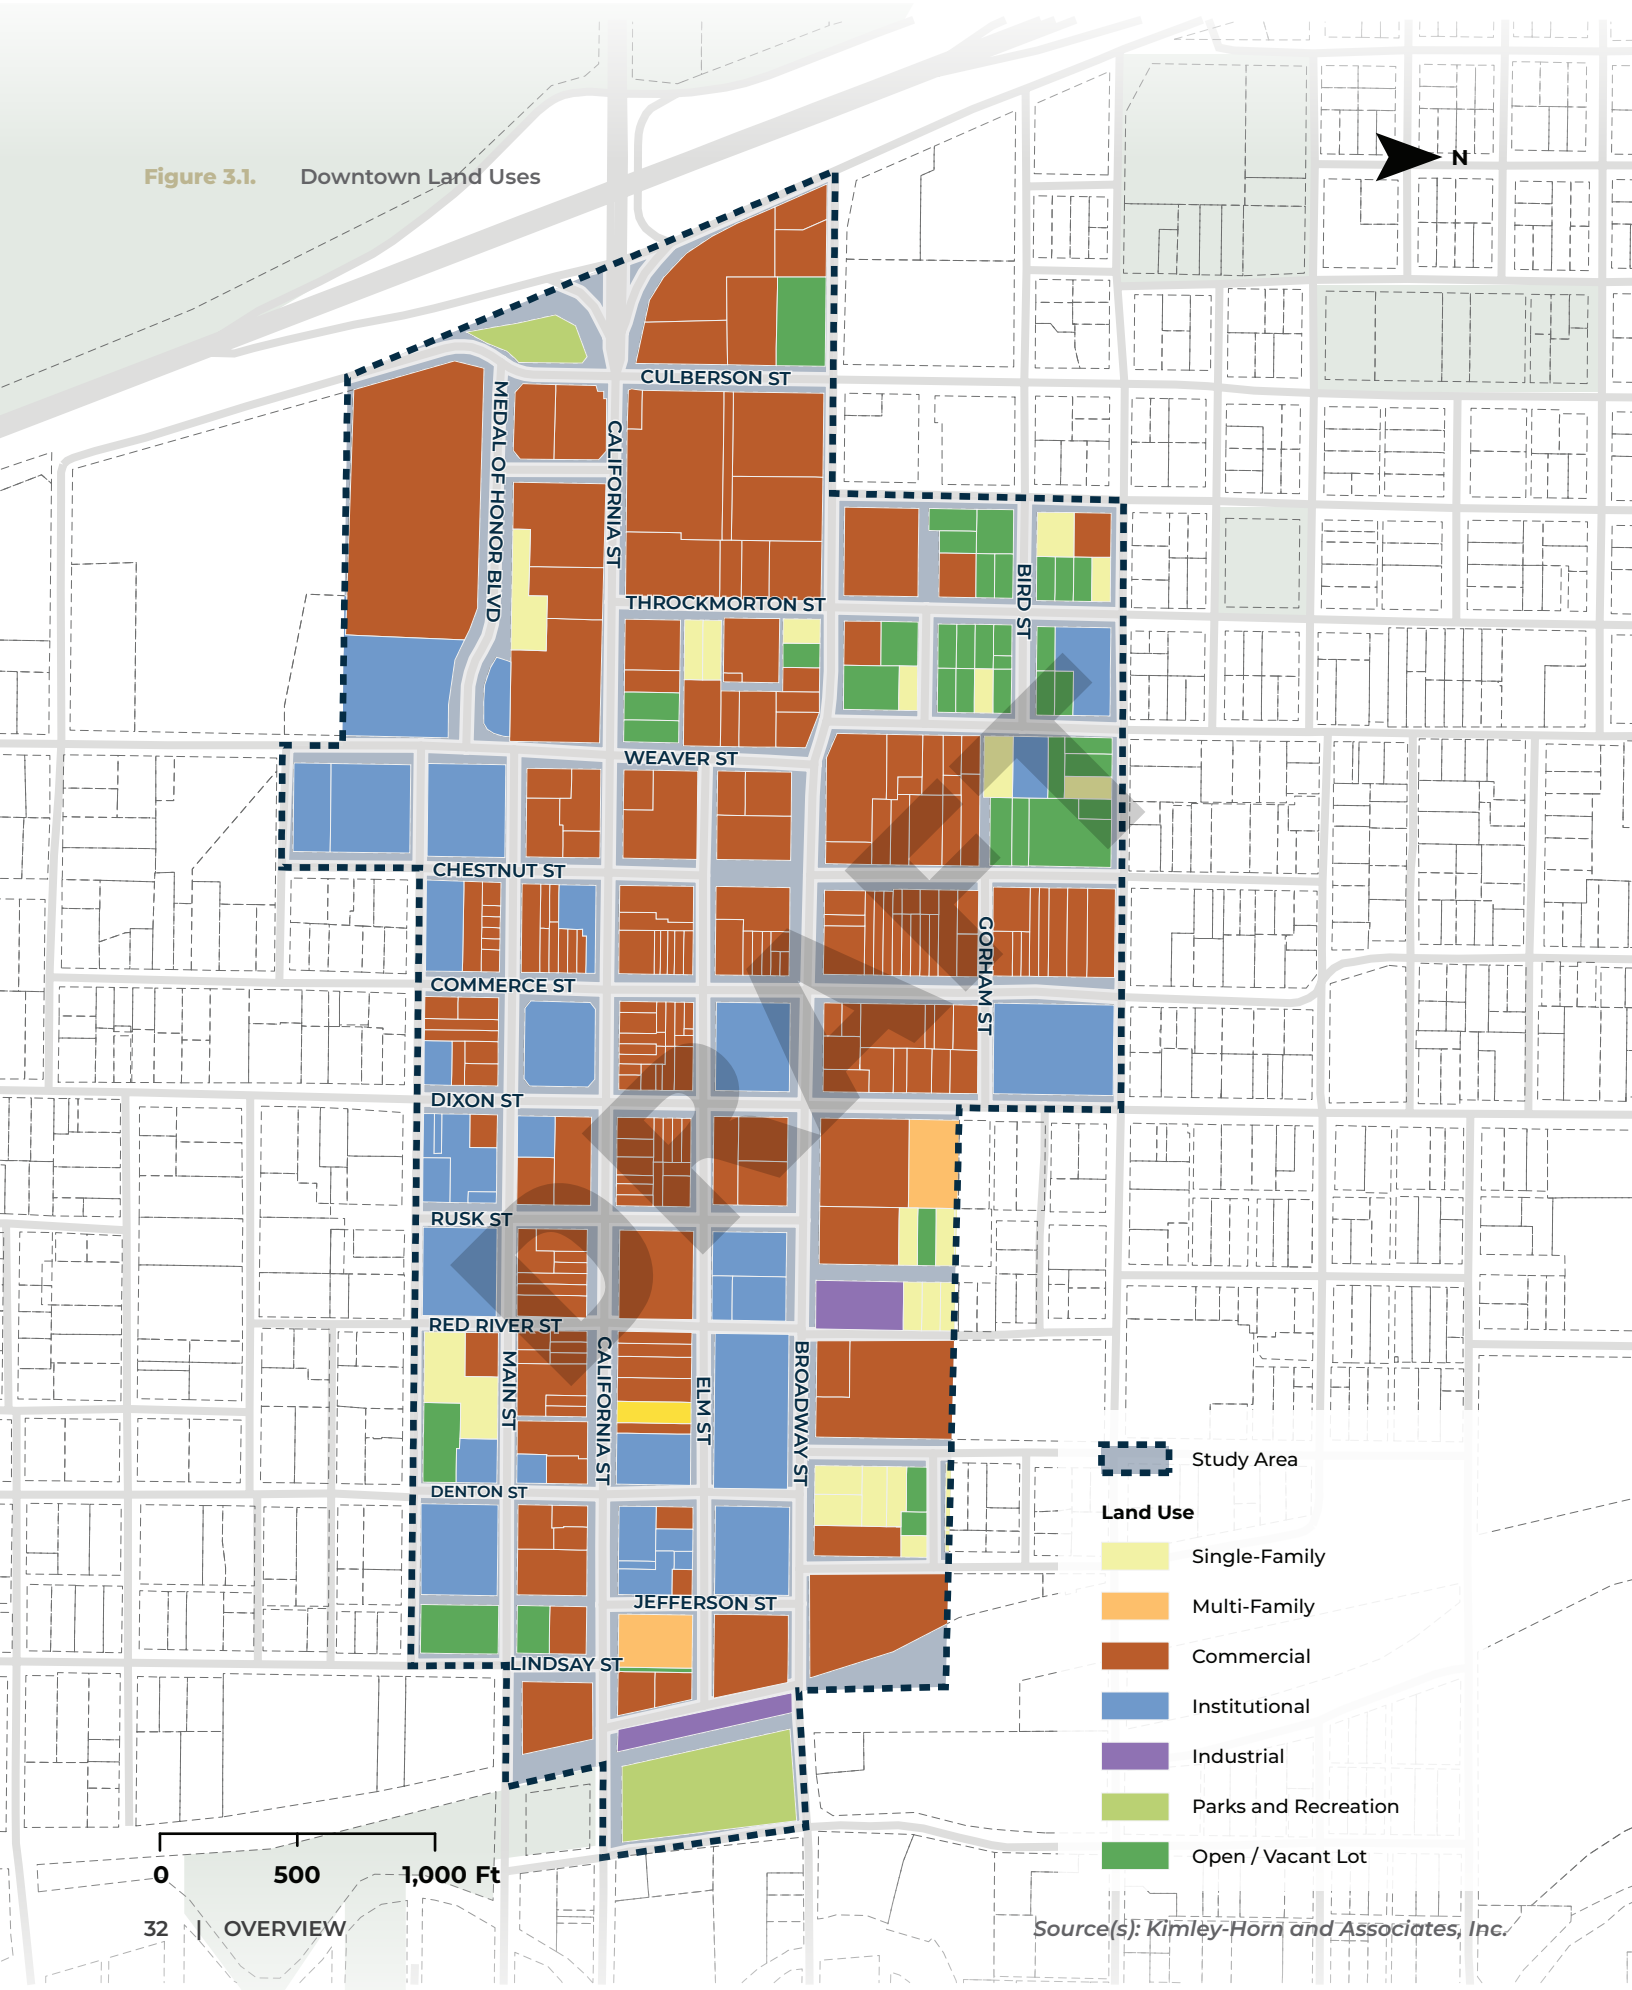 Figure 3.1. Downtown Land Uses
N
CULBERSON ST
MEDAL OF HONOR BLVD
CALIFORNIA ST
THROCKMORTON ST
BIRD ST
WEAVER ST
CHESTNUT ST
GORHAM ST
COMMERCE ST
DIXON ST
RUSK ST
RED RIVER ST
MAIN ST
CALIFORNIA ST
ELM ST
BROADWAY ST
DENTON ST
JEFFERSON ST
LINDSAY ST
DRAFT
Study Area
Land Use
Single-Family
Multi-Family
Commercial
Institutional
Industrial
Parks and Recreation
Open / Vacant Lot
0 500 1,000 Ft
32 | OVERVIEW
Source(s): Kimley-Horn and Associates, Inc.